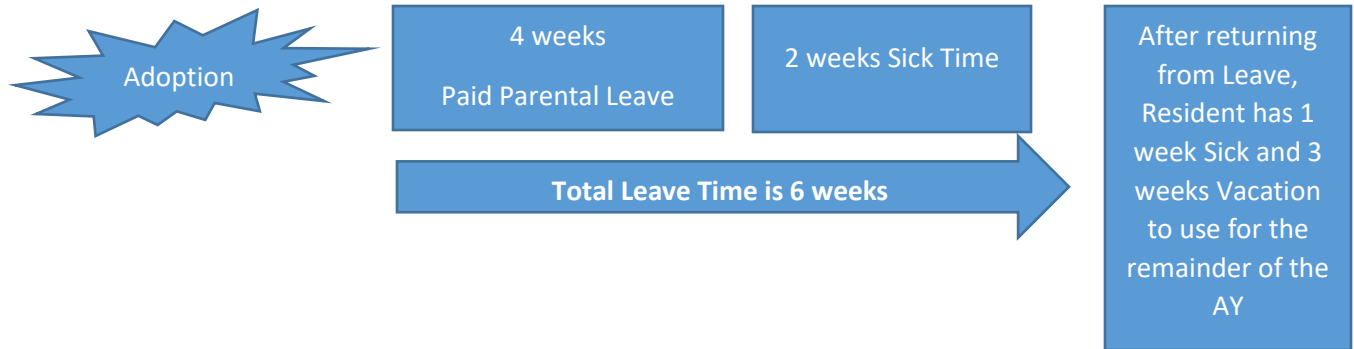 Adoption
4 weeks
Paid Parental Leave
2 weeks Sick Time
Total Leave Time is 6 weeks
After returning
from Leave,
Resident has 1
week Sick and 3
weeks Vacation
to use for the
remainder of the
AY